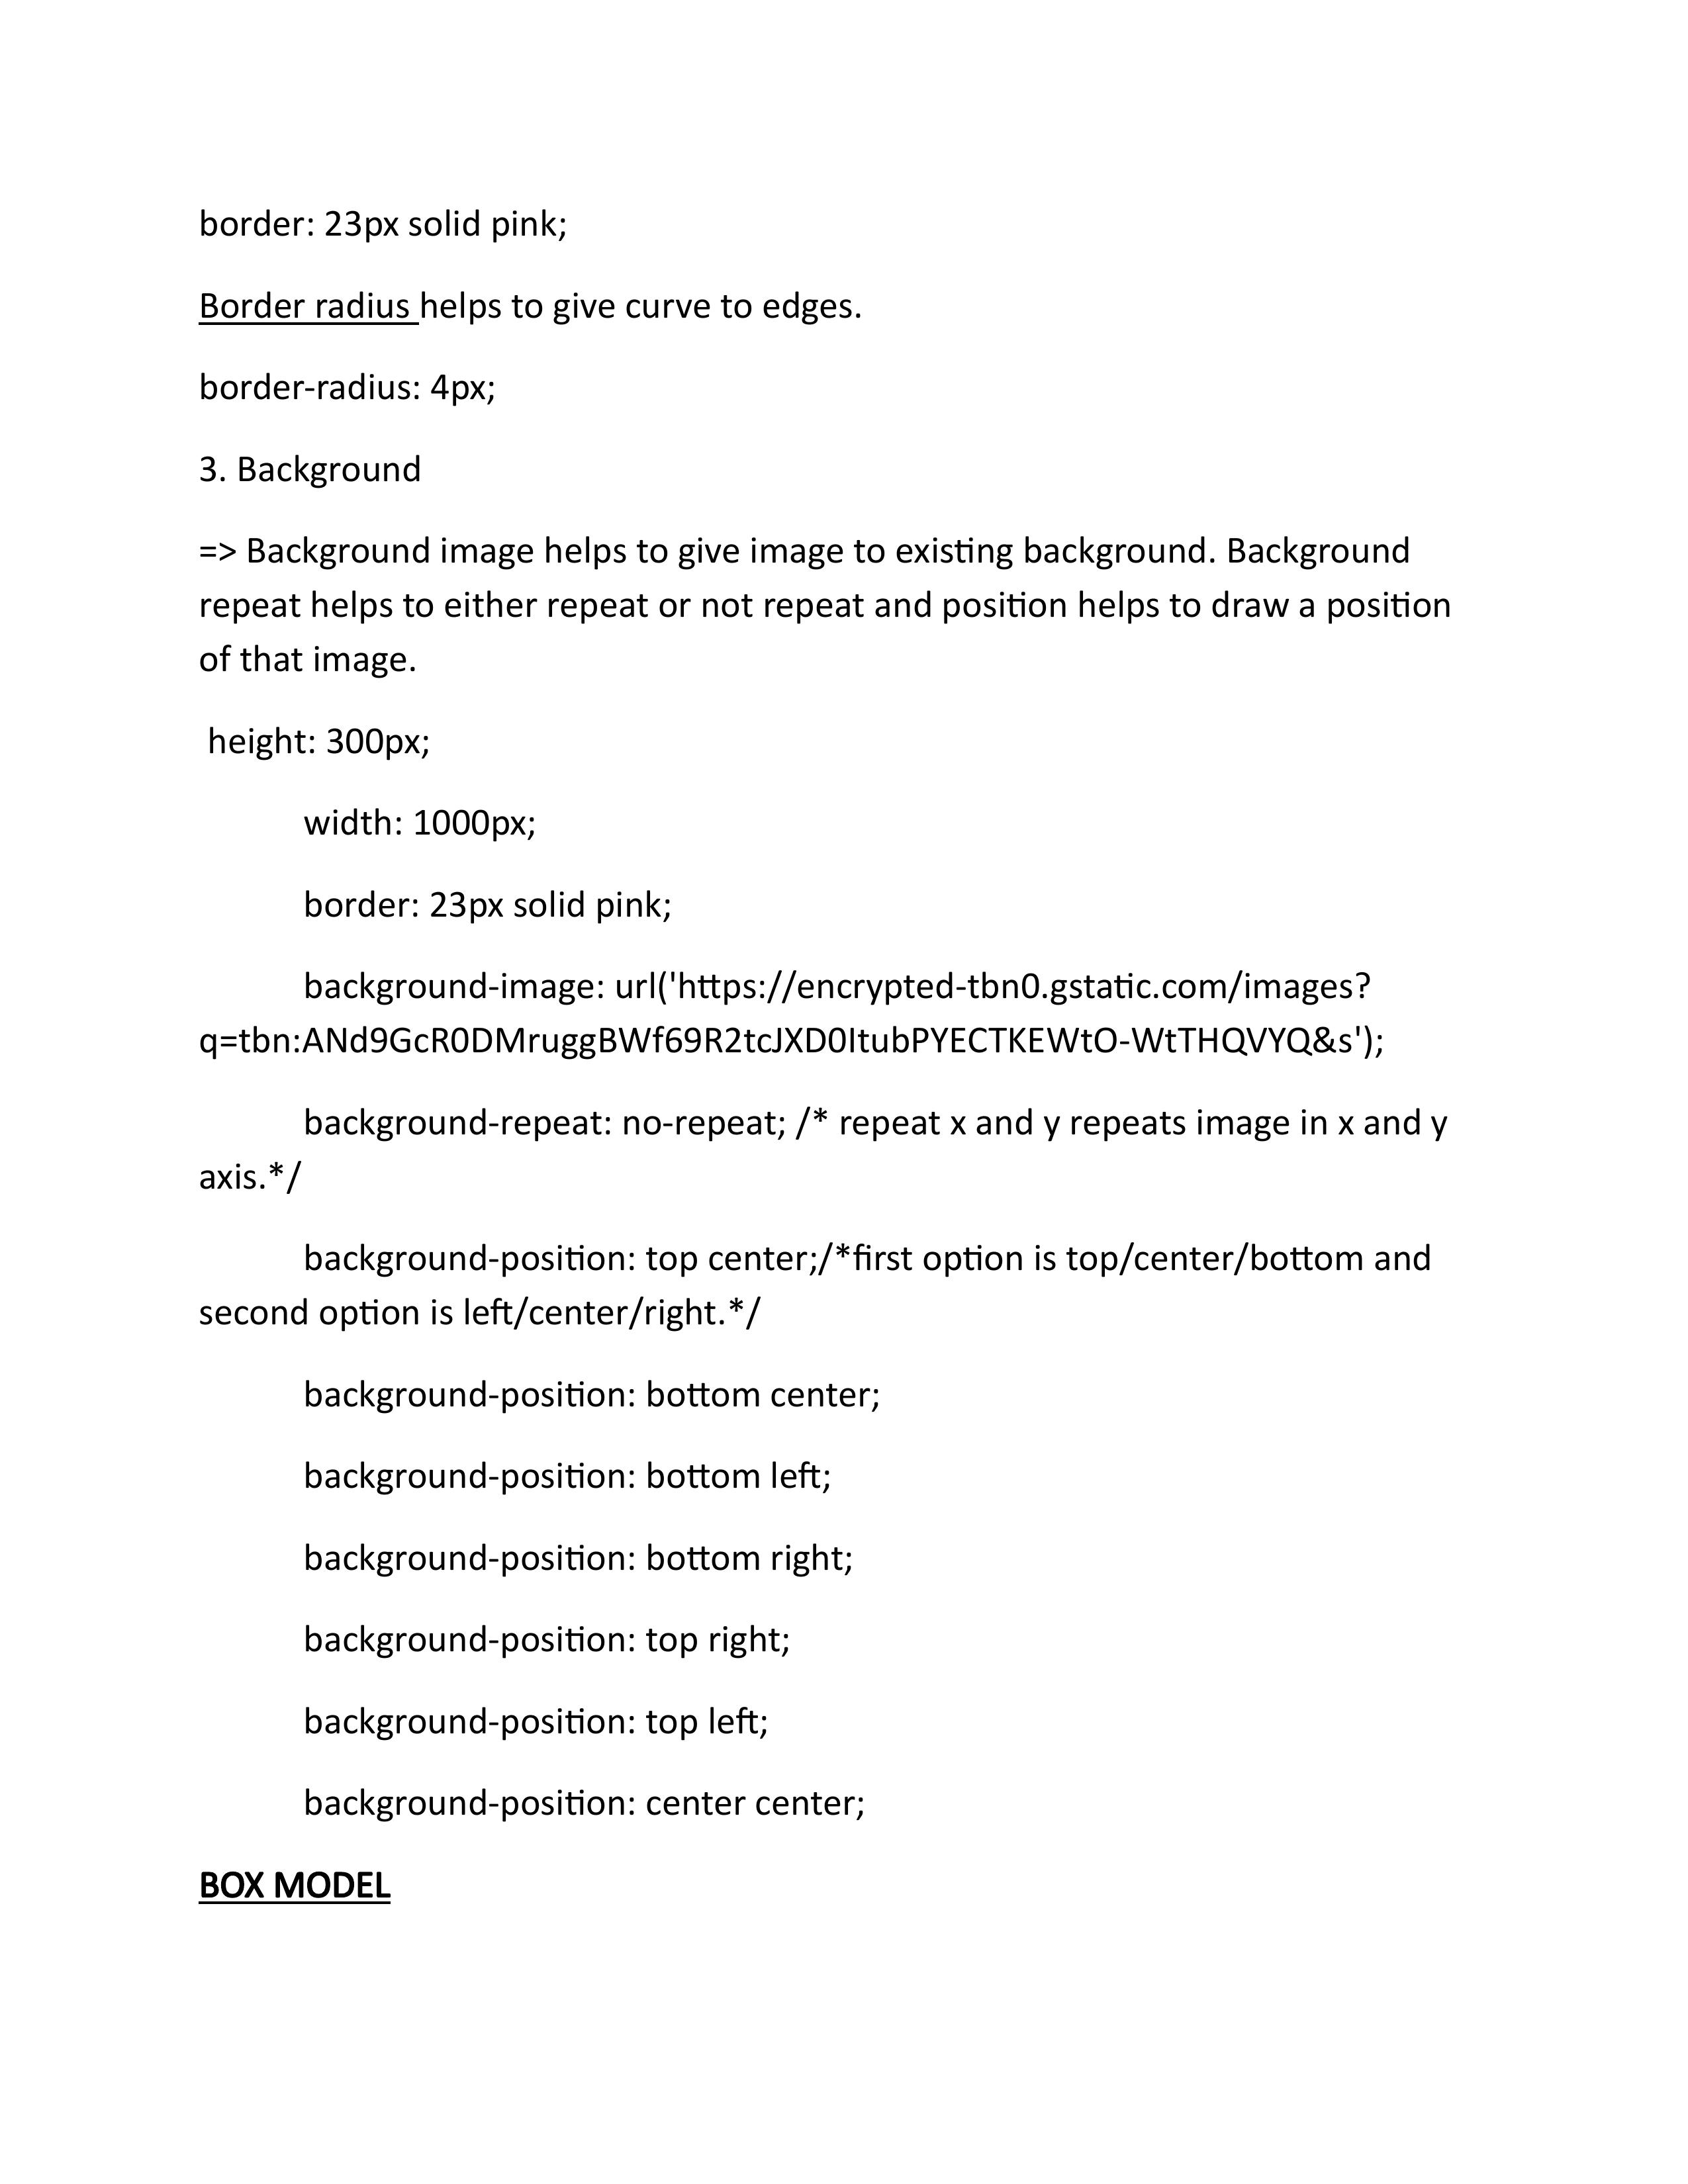 border: 23px solid pink;
Border radius helps to give curve to edges.
border-radius: 4px;
3. Background
=> Background image helps to give image to existing background. Background
repeat helps to either repeat or not repeat and position helps to draw a position
of that image.
height: 300px;
width: 1000px;
border: 23px solid pink;
background-image: url('https://encrypted-tbn0.gstatic.com/images?
q=tbn:ANd9GcR0DMruggBWf69R2tcJXD0ItubPYECTKEWtO-WtTHQVYQ&s');
background-repeat: no-repeat; /* repeat x and y repeats image in x and y
axis.*/
background-position: top center;/*first option is top/center/bottom and
second option is left/center/right.*/
background-position: bottom center;
background-position: bottom left;
background-position: bottom right;
background-position: top right;
background-position: top left;
background-position: center center;
BOX MODEL